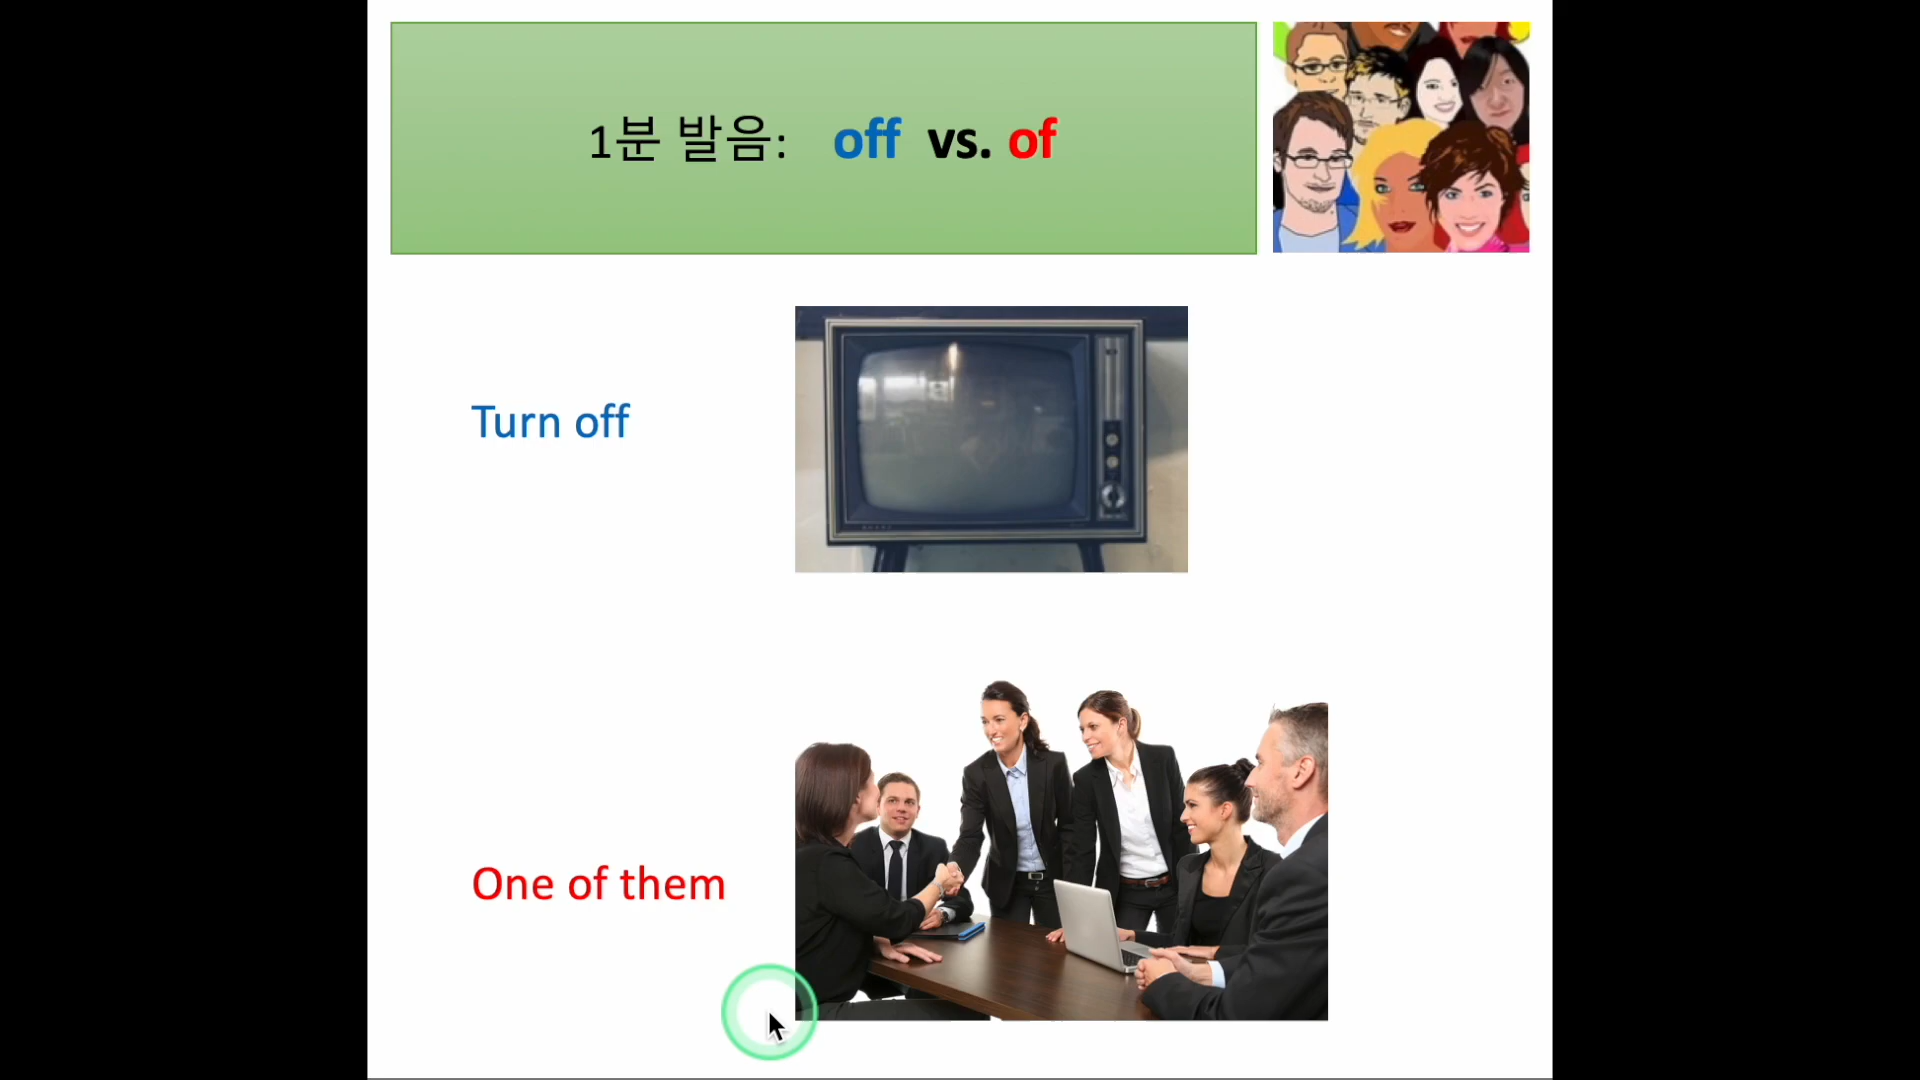 1분 발음: off vs. of
Turn off
One of them